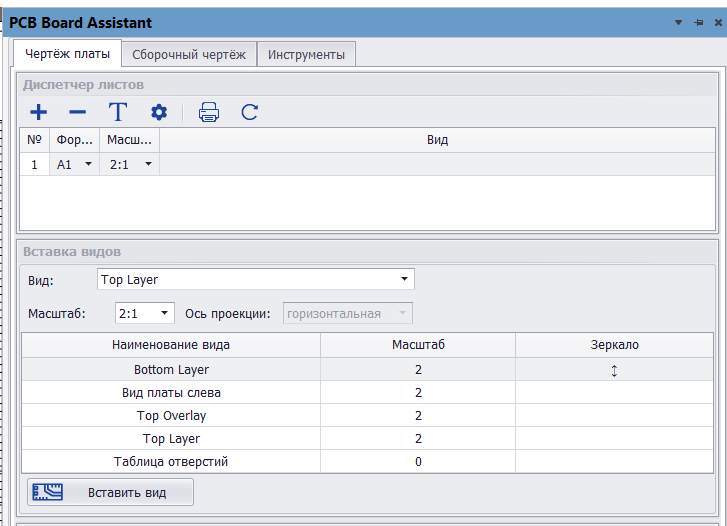 PCB Board Assistant
Чертёж платы Сборочный чертёж Инструменты
Диспетчер листов
T
№ Фор... Масш... Вид
1 A1 2:1
Вставка видов
Вид: Top Layer
Масштаб: 2:1 Ось проекции: горизонтальная
Наименование вида Масштаб Зеркало
Bottom Layer 2 ↕
Вид платы слева 2
Top Overlay 2
Top Layer 2
Таблица отверстий 0
Вставить вид